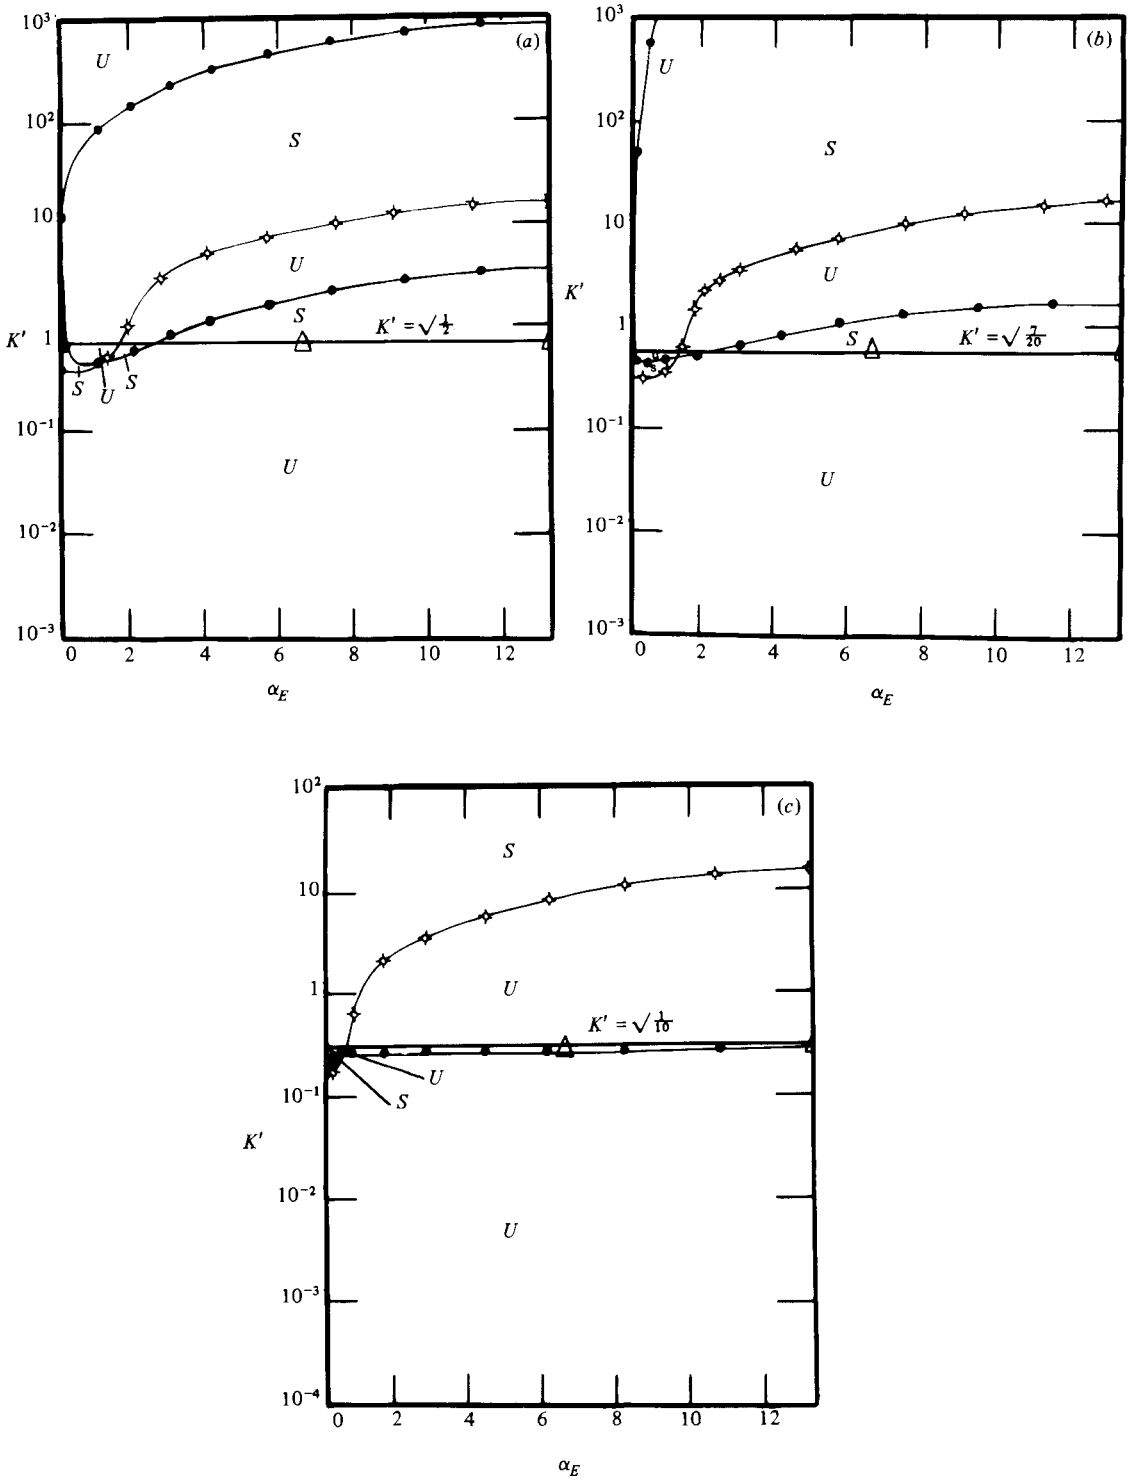 (a)
10³
10²
10
1
10⁻¹
10⁻²
10⁻³
K′
U
S
U
S
K′ = √½
S
U
S
U
0 2 4 6 8 10 12
α_E
(b)
10³
10²
10
1
10⁻¹
10⁻²
10⁻³
K′
U
S
U
S
K′ = √7/20
S
U
0 2 4 6 8 10 12
α_E
(c)
10²
10
1
10⁻¹
10⁻²
10⁻³
10⁻⁴
K′
S
U
K′ = √1/10
U
S
U
0 2 4 6 8 10 12
α_E